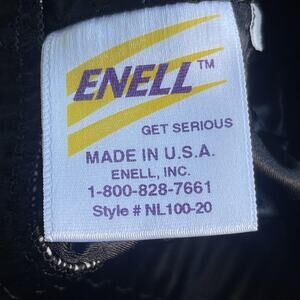 ENELL™
GET SERIOUS
MADE IN U.S.A.
ENELL, INC.
1-800-828-7661
Style # NL100-20